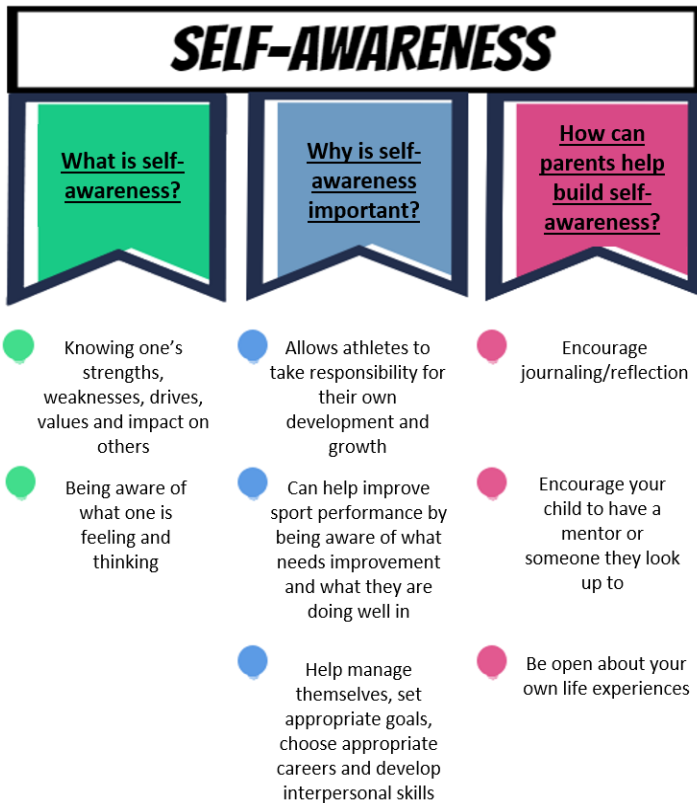 SELF-AWARENESS
What is self-
awareness?
Knowing one’s
strengths,
weaknesses, drives,
values and impact on
others
Being aware of
what one is
feeling and
thinking
Why is self-
awareness
important?
Allows athletes to
take responsibility for
their own
development and
growth
Can help improve
sport performance by
being aware of what
needs improvement
and what they are
doing well in
Help manage
themselves, set
appropriate goals,
choose appropriate
careers and develop
interpersonal skills
How can
parents help
build self-
awareness?
Encourage
journaling/reflection
Encourage your
child to have a
mentor or
someone they look
up to
Be open about your
own life experiences